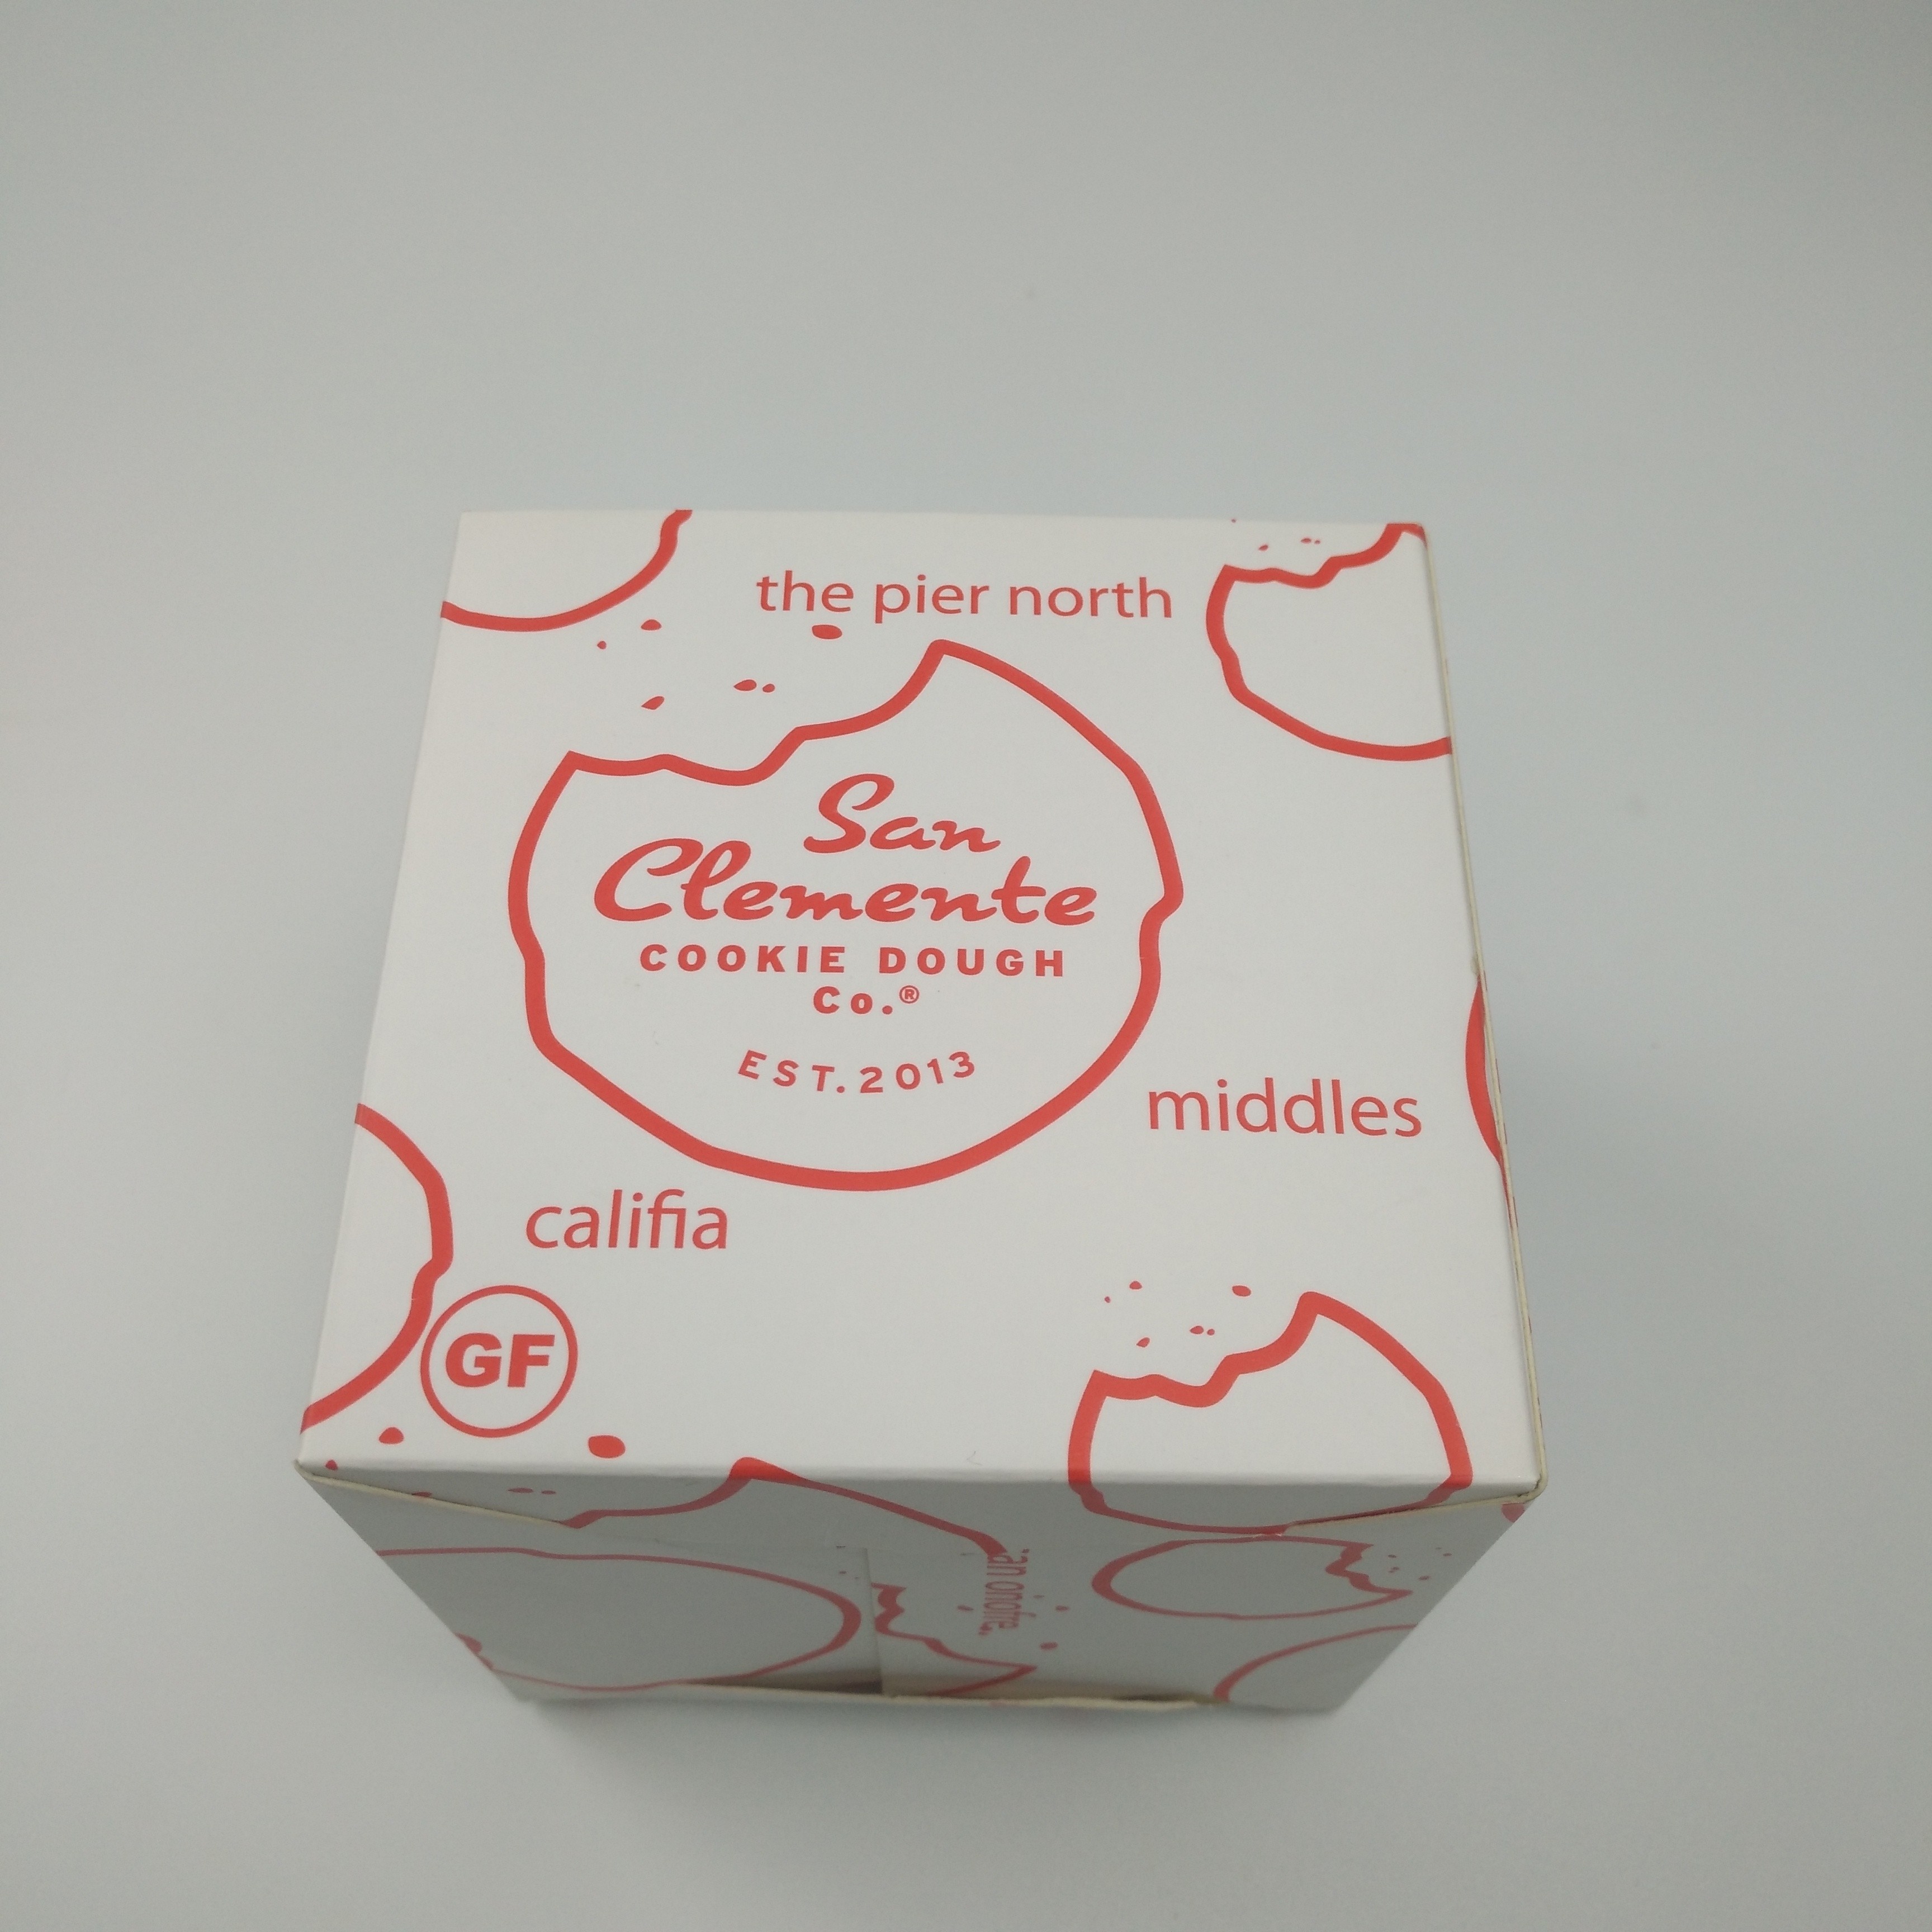 the pier north
San
Clemente
COOKIE DOUGH
Co.®
EST. 2013
middles
califia
GF